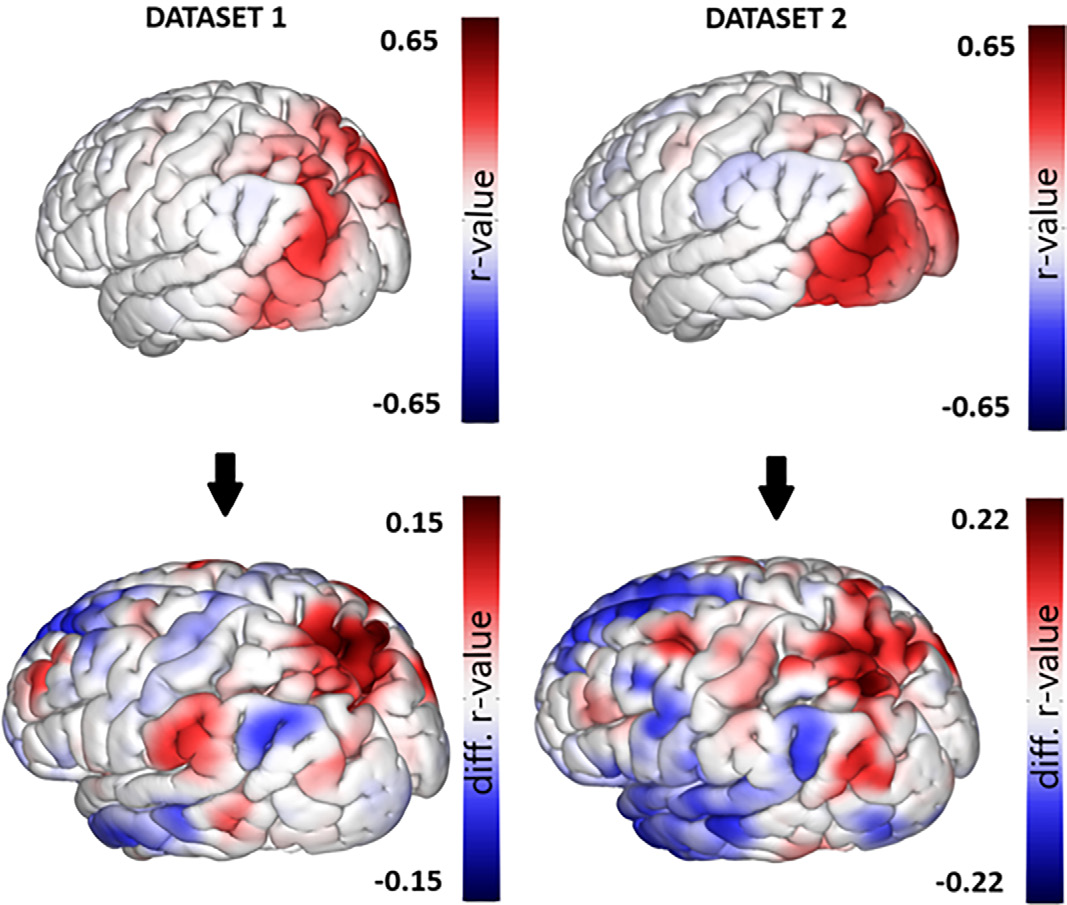 DATASET 1
0.65
r-value
-0.65
DATASET 2
0.65
r-value
-0.65
0.15
diff. r-value
-0.15
0.22
diff. r-value
-0.22